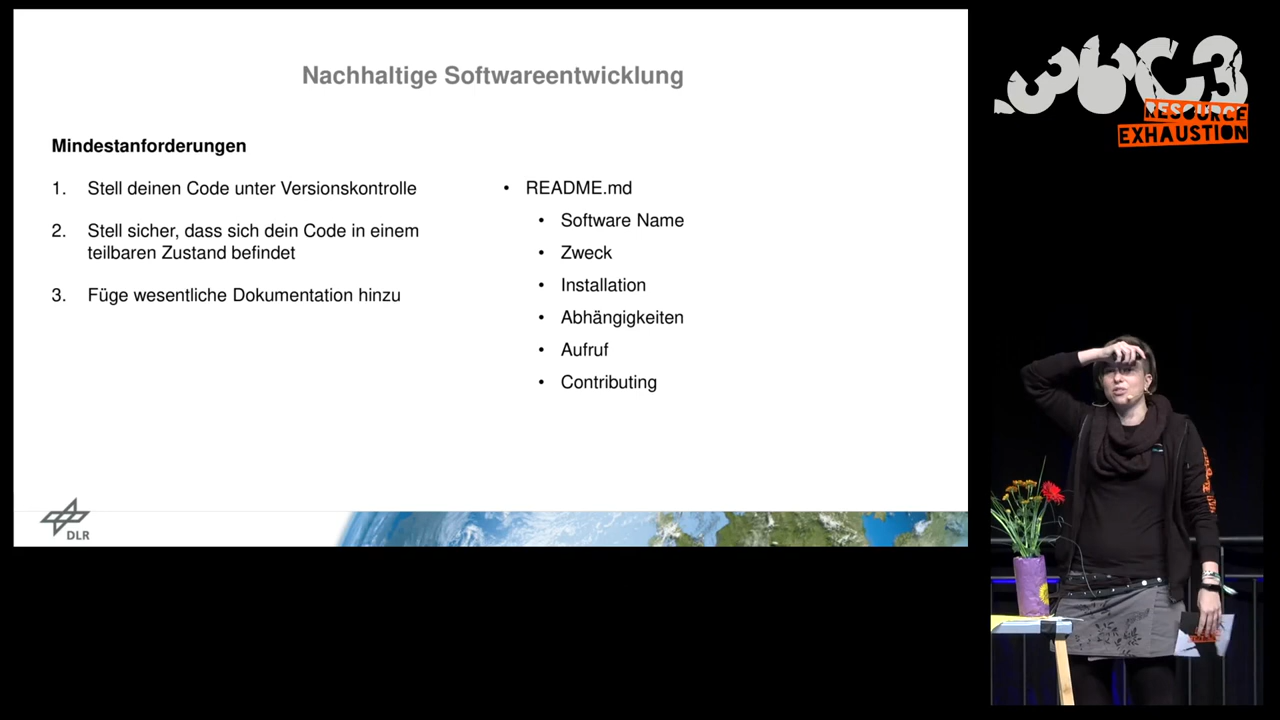 Nachhaltige Softwareentwicklung
Mindestanforderungen
1. Stell deinen Code unter Versionskontrolle
2. Stell sicher, dass sich dein Code in einem
teilbaren Zustand befindet
3. Füge wesentliche Dokumentation hinzu
• README.md
• Software Name
• Zweck
• Installation
• Abhängigkeiten
• Aufruf
• Contributing
DLR
36C3
RESOURCE
EXHAUSTION